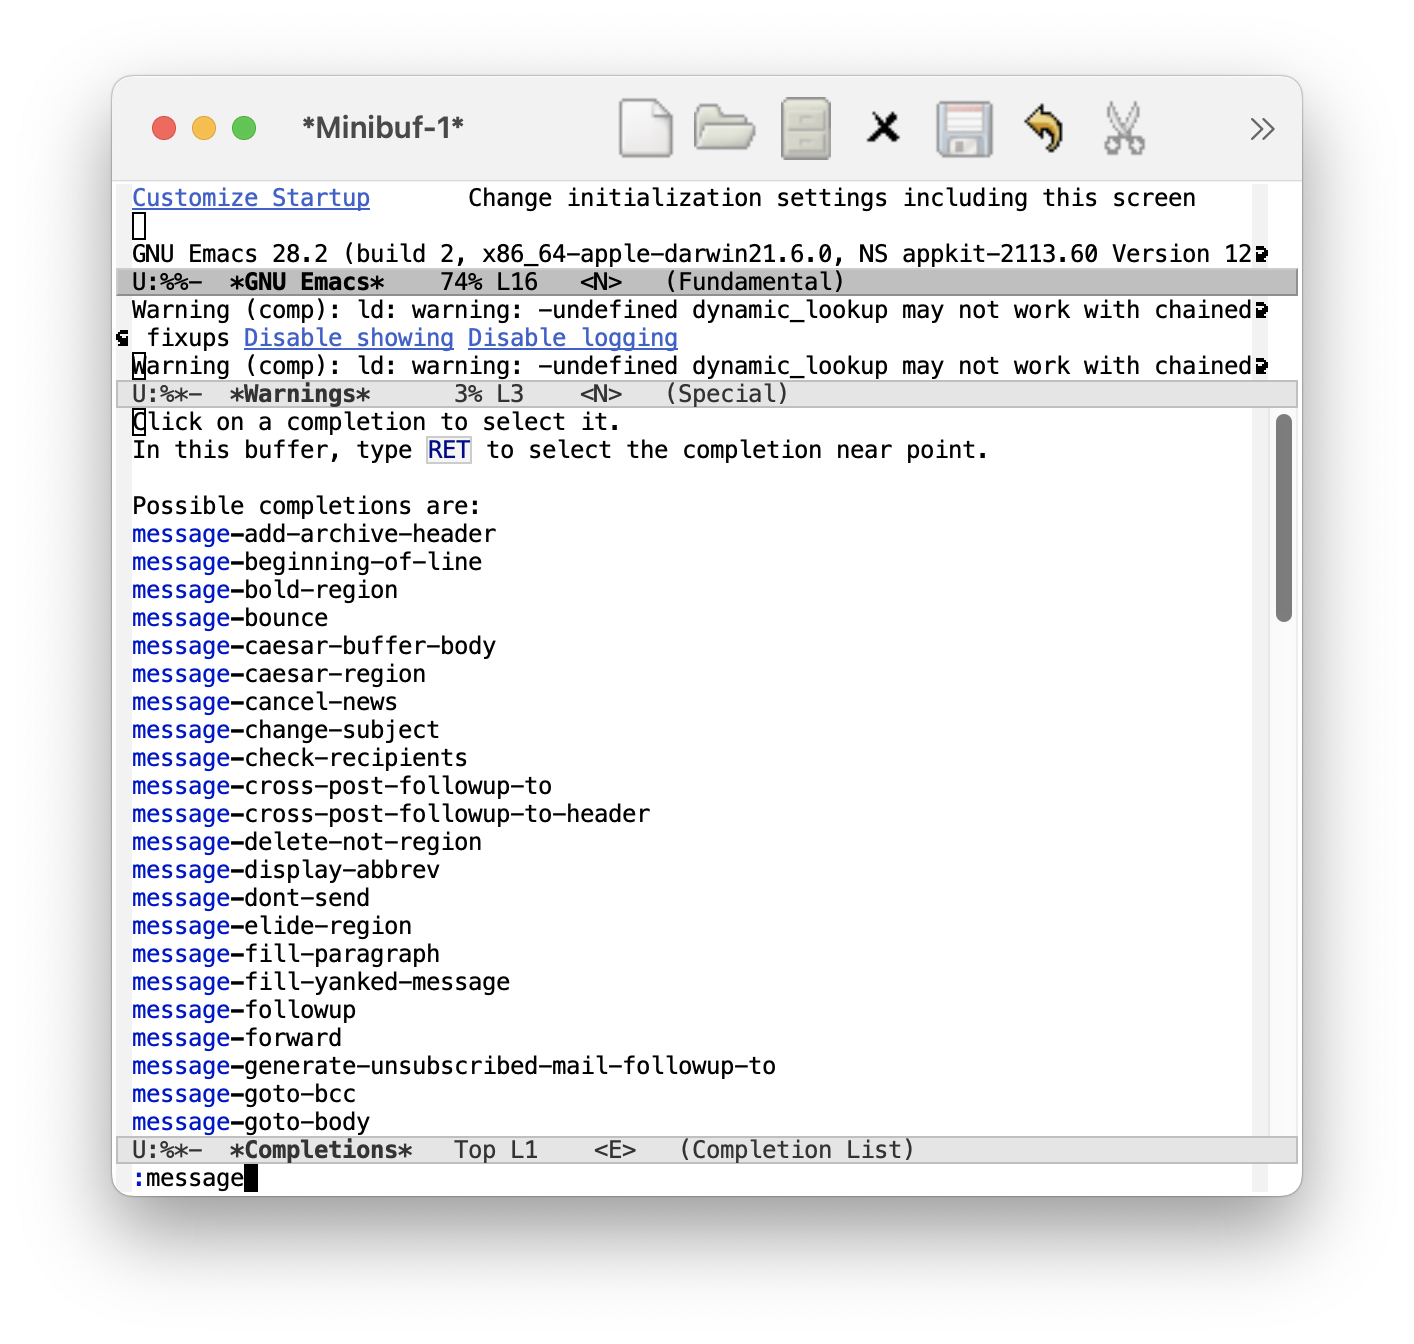 *Minibuf-1*
Customize Startup Change initialization settings including this screen
GNU Emacs 28.2 (build 2, x86_64-apple-darwin21.6.0, NS appkit-2113.60 Version 12
U:%%-  *GNU Emacs*    74% L16   <N>   (Fundamental)
Warning (comp): ld: warning: -undefined dynamic_lookup may not work with chained
fixups Disable showing Disable logging
Warning (comp): ld: warning: -undefined dynamic_lookup may not work with chained
U:%*-  *Warnings*      3% L3    <N>   (Special)
Click on a completion to select it.
In this buffer, type RET to select the completion near point.
Possible completions are:
message-add-archive-header
message-beginning-of-line
message-bold-region
message-bounce
message-caesar-buffer-body
message-caesar-region
message-cancel-news
message-change-subject
message-check-recipients
message-cross-post-followup-to
message-cross-post-followup-to-header
message-delete-not-region
message-display-abbrev
message-dont-send
message-elide-region
message-fill-paragraph
message-fill-yanked-message
message-followup
message-forward
message-generate-unsubscribed-mail-followup-to
message-goto-bcc
message-goto-body
U:%*-  *Completions*   Top L1    <E>   (Completion List)
:message